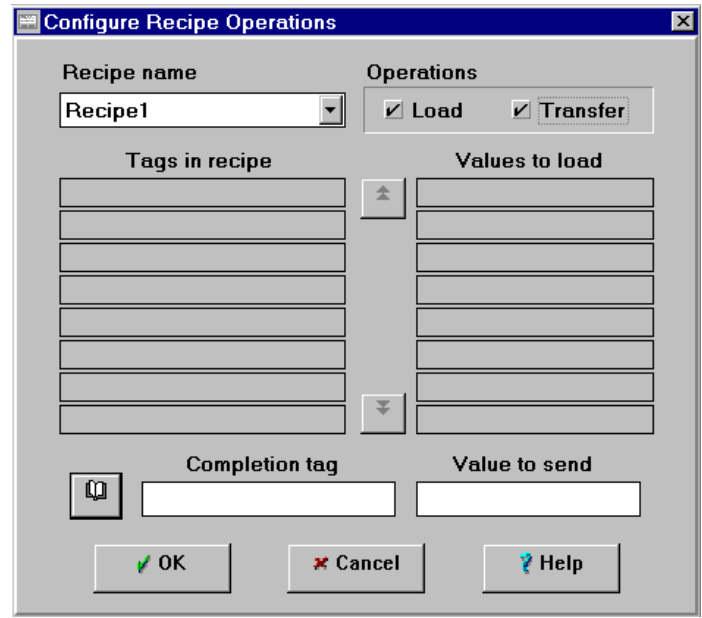 Configure Recipe Operations
Recipe name
Operations
Recipe1
Load
Transfer
Tags in recipe
Values to load
Completion tag
Value to send
OK
Cancel
Help